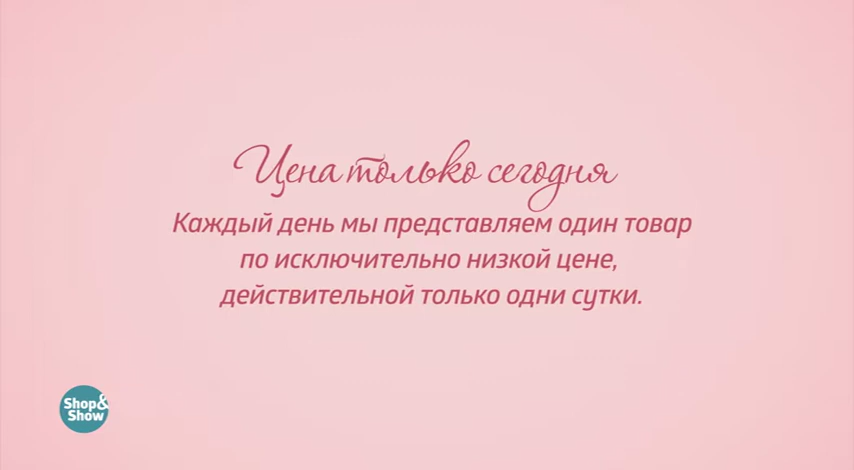 Цена только сегодня
Каждый день мы представляем один товар
по исключительно низкой цене,
действительной только одни сутки.
Shop&
Show